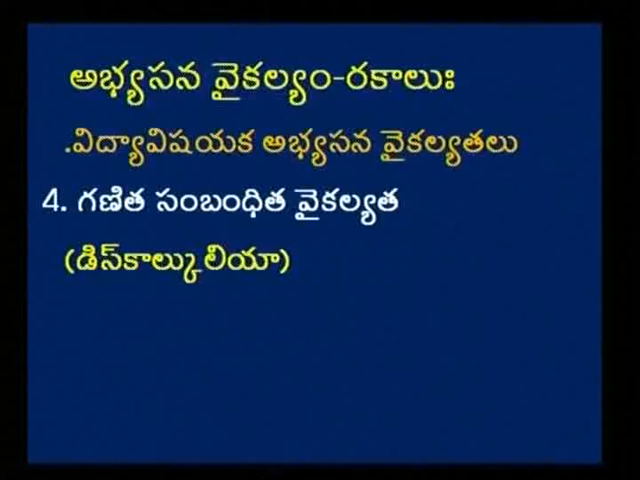 అభ్యసన వైకల్యం-రకాలుః
.విద్యావిషయక అభ్యసన వైకల్యతలు
4. గణిత సంబంధిత వైకల్యత
(డిస్‌కాల్కులియా)